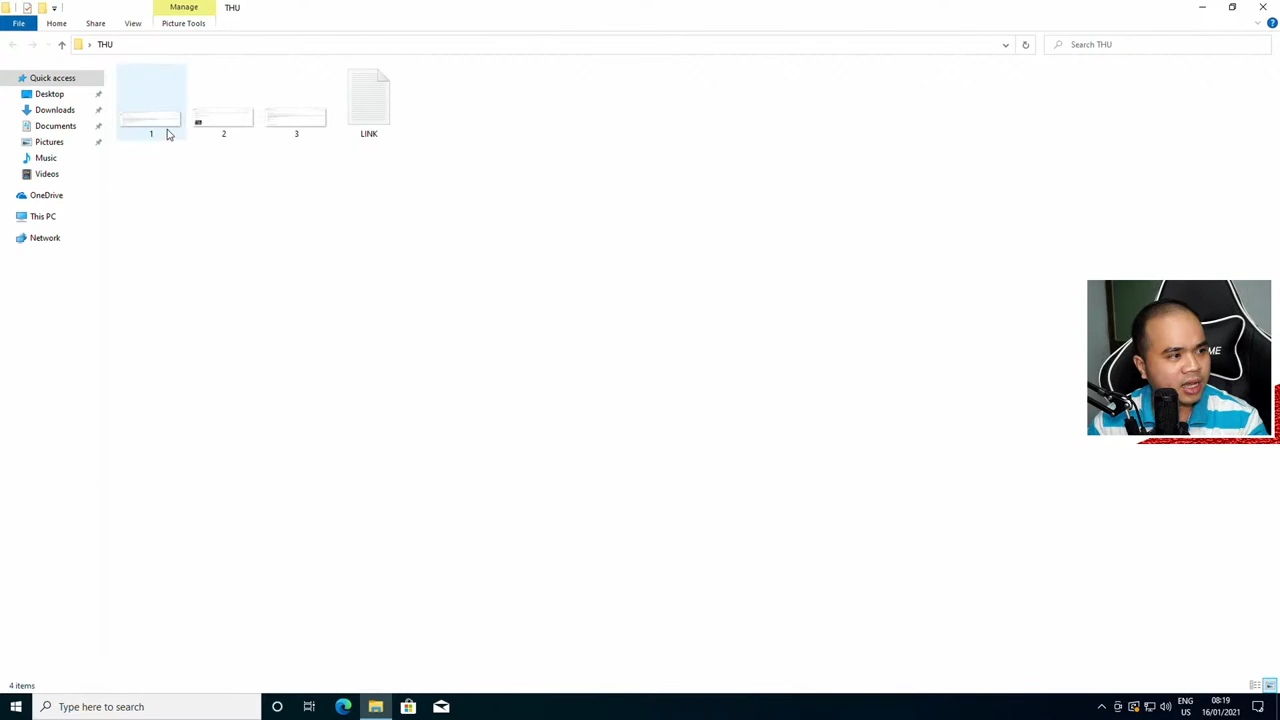 Manage
THU
File
Home
Share
View
Picture Tools
THU
Search THU
Quick access
Desktop
Downloads
Documents
Pictures
Music
Videos
OneDrive
This PC
Network
1
2
3
LINK
4 items
Type here to search
ENG
US
08:19
16/01/2021